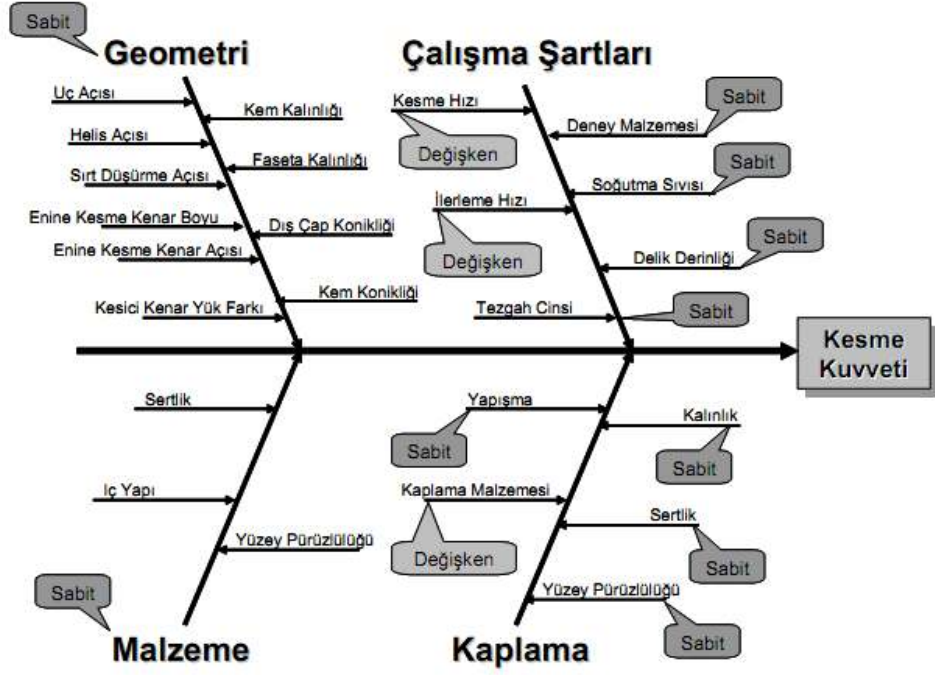 Sabit
Geometri
Çalışma Şartları
Uç Açısı
Kem Kalınlığı
Helis Açısı
Faseta Kalınlığı
Sırt Düşürme Açısı
Enine Kesme Kenar Boyu
Dış Çap Konikliği
Enine Kesme Kenar Açısı
Kem Konikliği
Kesici Kenar Yük Farkı
Kesme Hızı
Değişken
Sabit
Deney Malzemesi
Sabit
Soğutma Sıvısı
İlerleme Hızı
Değişken
Sabit
Delik Derinliği
Tezgah Cinsi
Sabit
Kesme
Kuvveti
Sertlik
İç Yapı
Yüzey Pürüzlülüğü
Sabit
Malzeme
Yapışma
Sabit
Kalınlık
Sabit
Kaplama Malzemesi
Değişken
Sertlik
Sabit
Yüzey Pürüzlülüğü
Sabit
Kaplama